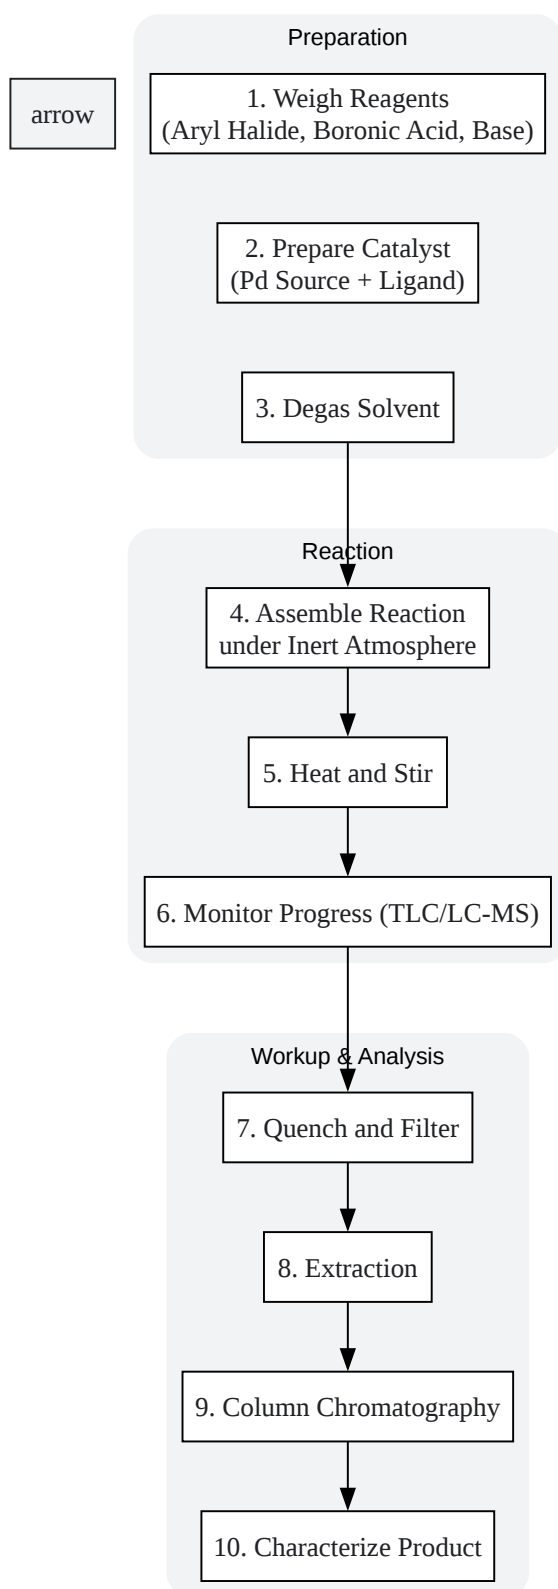 Preparation
arrow
1. Weigh Reagents
(Aryl Halide, Boronic Acid, Base)
2. Prepare Catalyst
(Pd Source + Ligand)
3. Degas Solvent
Reaction
4. Assemble Reaction
under Inert Atmosphere
5. Heat and Stir
6. Monitor Progress (TLC/LC-MS)
Workup & Analysis
7. Quench and Filter
8. Extraction
9. Column Chromatography
10. Characterize Product